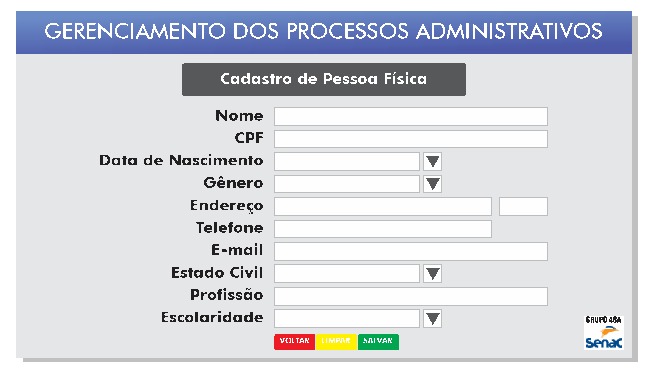 GERENCIAMENTO DOS PROCESSOS ADMINISTRATIVOS
Cadastro de Pessoa Física
Nome
CPF
Data de Nascimento
Gênero
Endereço
Telefone
E-mail
Estado Civil
Profissão
Escolaridade
VOLTAR LIMPAR SALVAR
GRUPO 48A
Senac